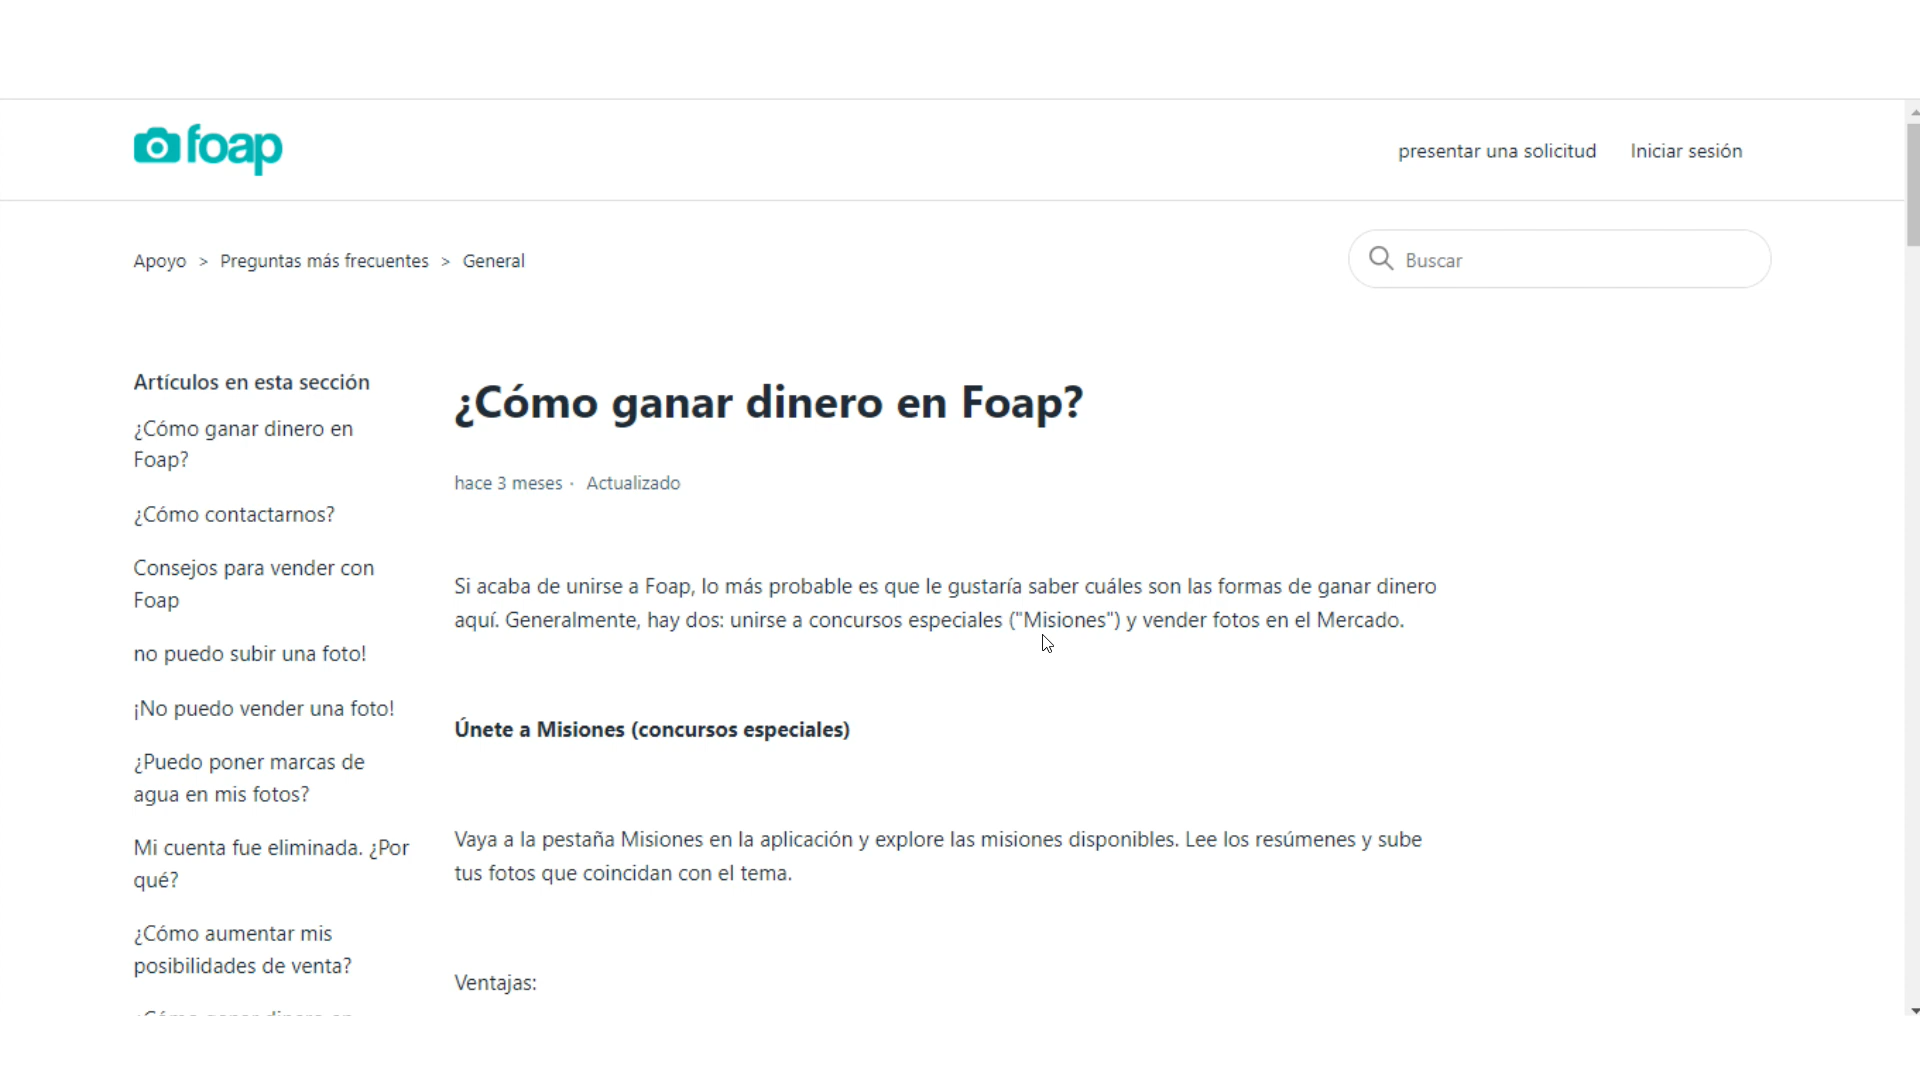 foap
presentar una solicitud
Iniciar sesión
Apoyo > Preguntas más frecuentes > General
Buscar
Artículos en esta sección
¿Cómo ganar dinero en
Foap?
¿Cómo contactarnos?
Consejos para vender con
Foap
no puedo subir una foto!
¡No puedo vender una foto!
¿Puedo poner marcas de
agua en mis fotos?
Mi cuenta fue eliminada. ¿Por
qué?
¿Cómo aumentar mis
posibilidades de venta?
¿Cómo ganar dinero en Foap?
hace 3 meses · Actualizado
Si acaba de unirse a Foap, lo más probable es que le gustaría saber cuáles son las formas de ganar dinero
aquí. Generalmente, hay dos: unirse a concursos especiales ("Misiones") y vender fotos en el Mercado.
Únete a Misiones (concursos especiales)
Vaya a la pestaña Misiones en la aplicación y explore las misiones disponibles. Lee los resúmenes y sube
tus fotos que coincidan con el tema.
Ventajas: